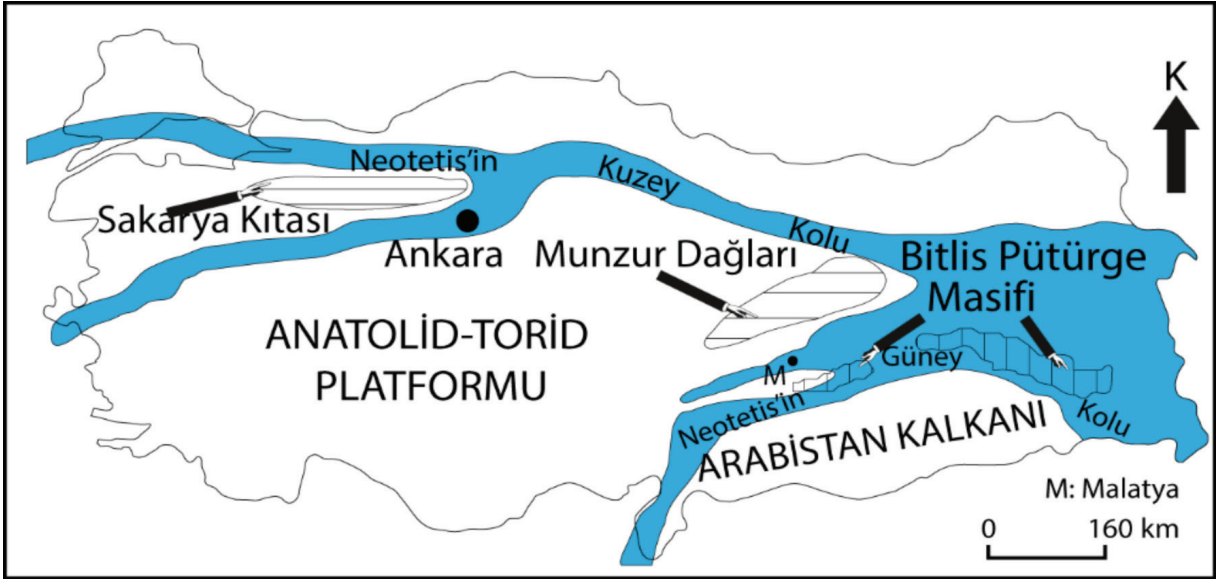 K
Neotetis'in
Kuzey
Kolu
Sakarya Kıtası
Ankara
Munzur Dağları
Bitlis Pütürge
Masifi
ANATOLİD-TORİD
PLATFORMU
M
Güney
Neotetis'in
Kolu
ARABİSTAN KALKANI
M: Malatya
0 160 km